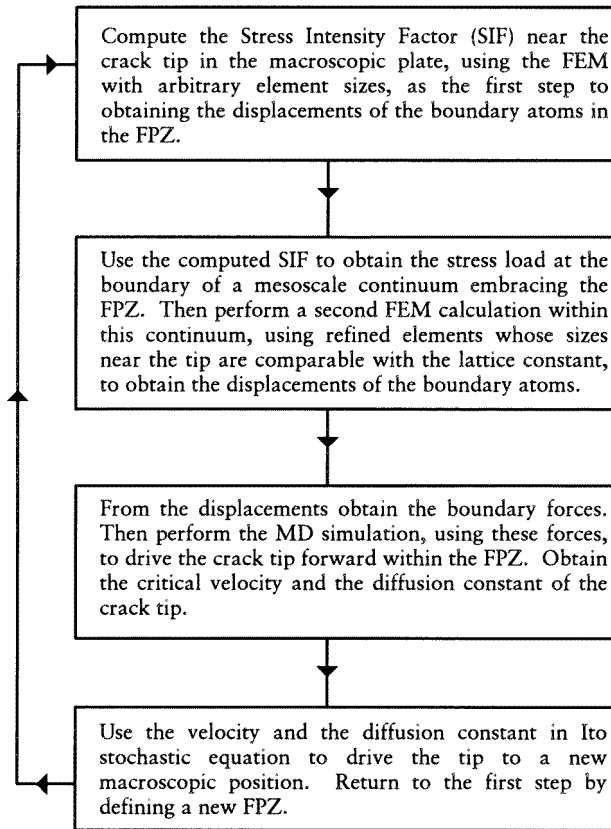 Compute the Stress Intensity Factor (SIF) near the
crack tip in the macroscopic plate, using the FEM
with arbitrary element sizes, as the first step to
obtaining the displacements of the boundary atoms in
the FPZ.
Use the computed SIF to obtain the stress load at the
boundary of a mesoscale continuum embracing the
FPZ. Then perform a second FEM calculation within
this continuum, using refined elements whose sizes
near the tip are comparable with the lattice constant,
to obtain the displacements of the boundary atoms.
From the displacements obtain the boundary forces.
Then perform the MD simulation, using these forces,
to drive the crack tip forward within the FPZ. Obtain
the critical velocity and the diffusion constant of the
crack tip.
Use the velocity and the diffusion constant in Ito
stochastic equation to drive the tip to a new
macroscopic position. Return to the first step by
defining a new FPZ.